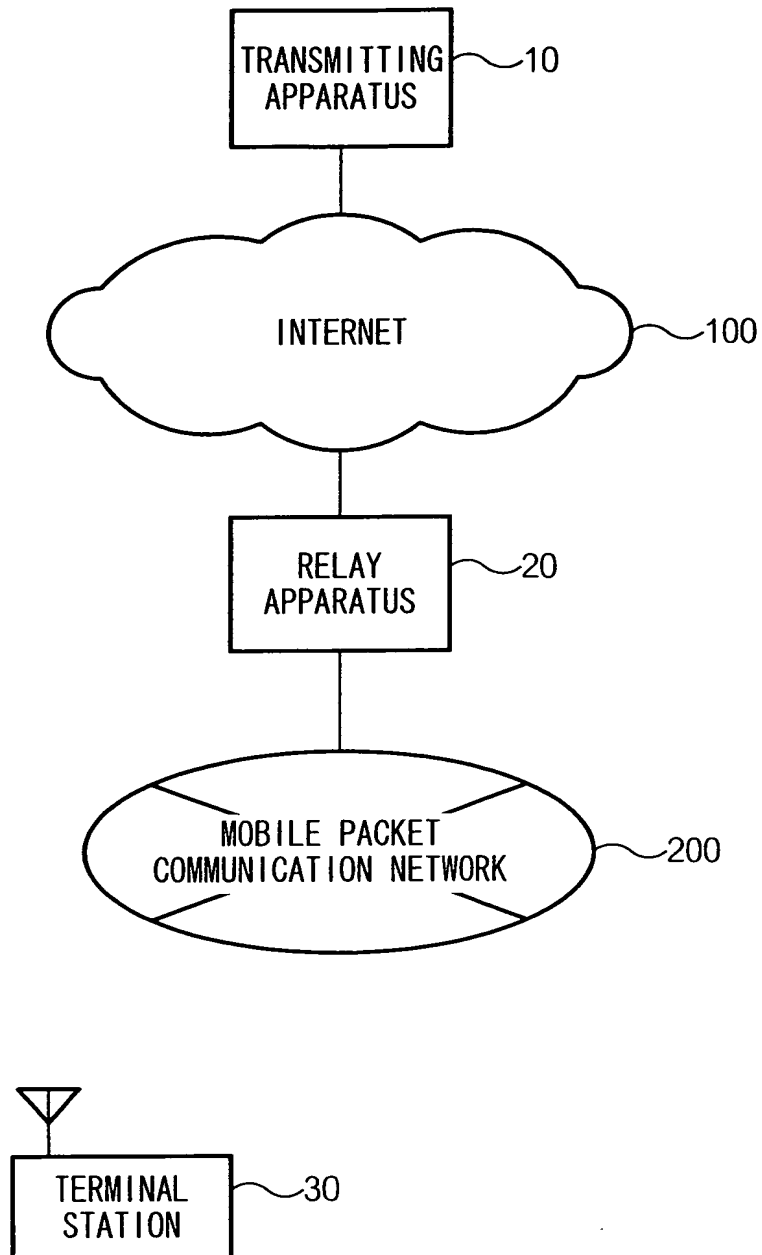 TRANSMITTING
APPARATUS
10
INTERNET
100
RELAY
APPARATUS
20
MOBILE PACKET
COMMUNICATION NETWORK
200
TERMINAL
STATION
30